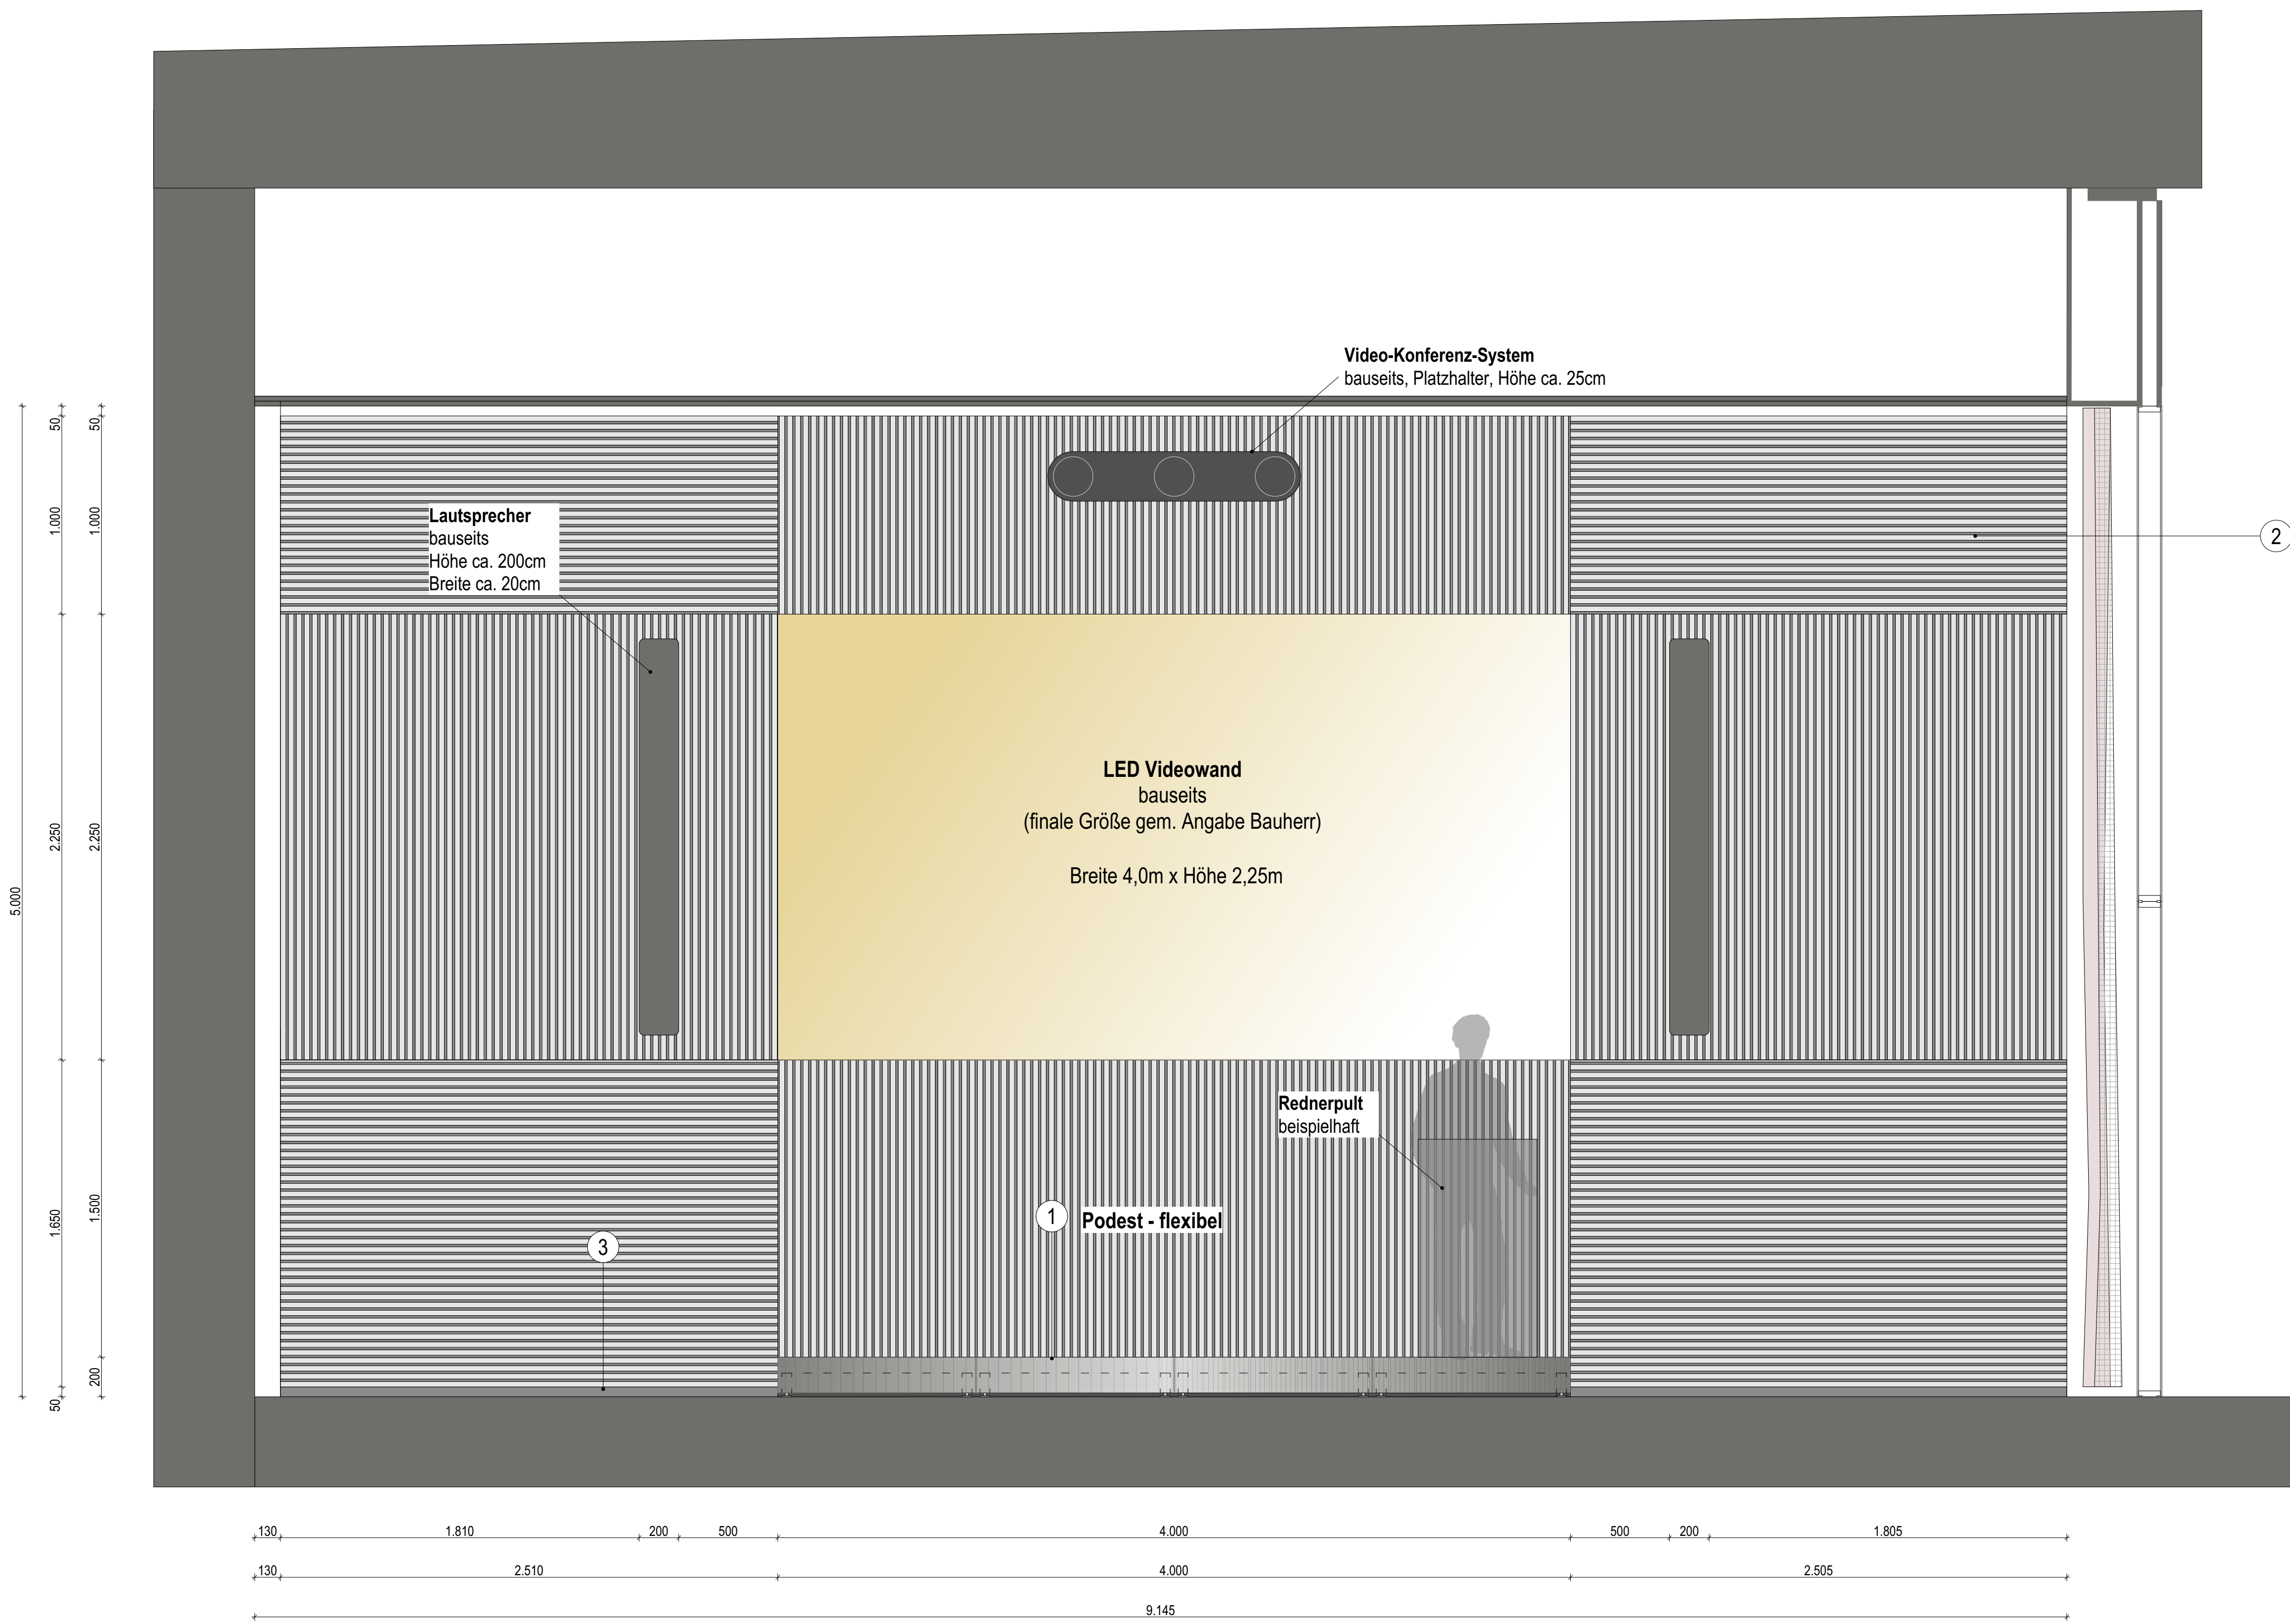 Video-Konferenz-System
bauseits, Platzhalter, Höhe ca. 25cm
50
50
1.000
1.000
Lautsprecher
bauseits
Höhe ca. 200cm
Breite ca. 20cm
2
LED Videowand
bauseits
(finale Größe gem. Angabe Bauherr)
Breite 4,0m x Höhe 2,25m
2.250
2.250
5.000
Rednerpult
beispielhaft
1.650
1.500
1
Podest - flexibel
3
200
50
130
1.810
200
500
4.000
500
200
1.805
130
2.510
4.000
2.505
9.145